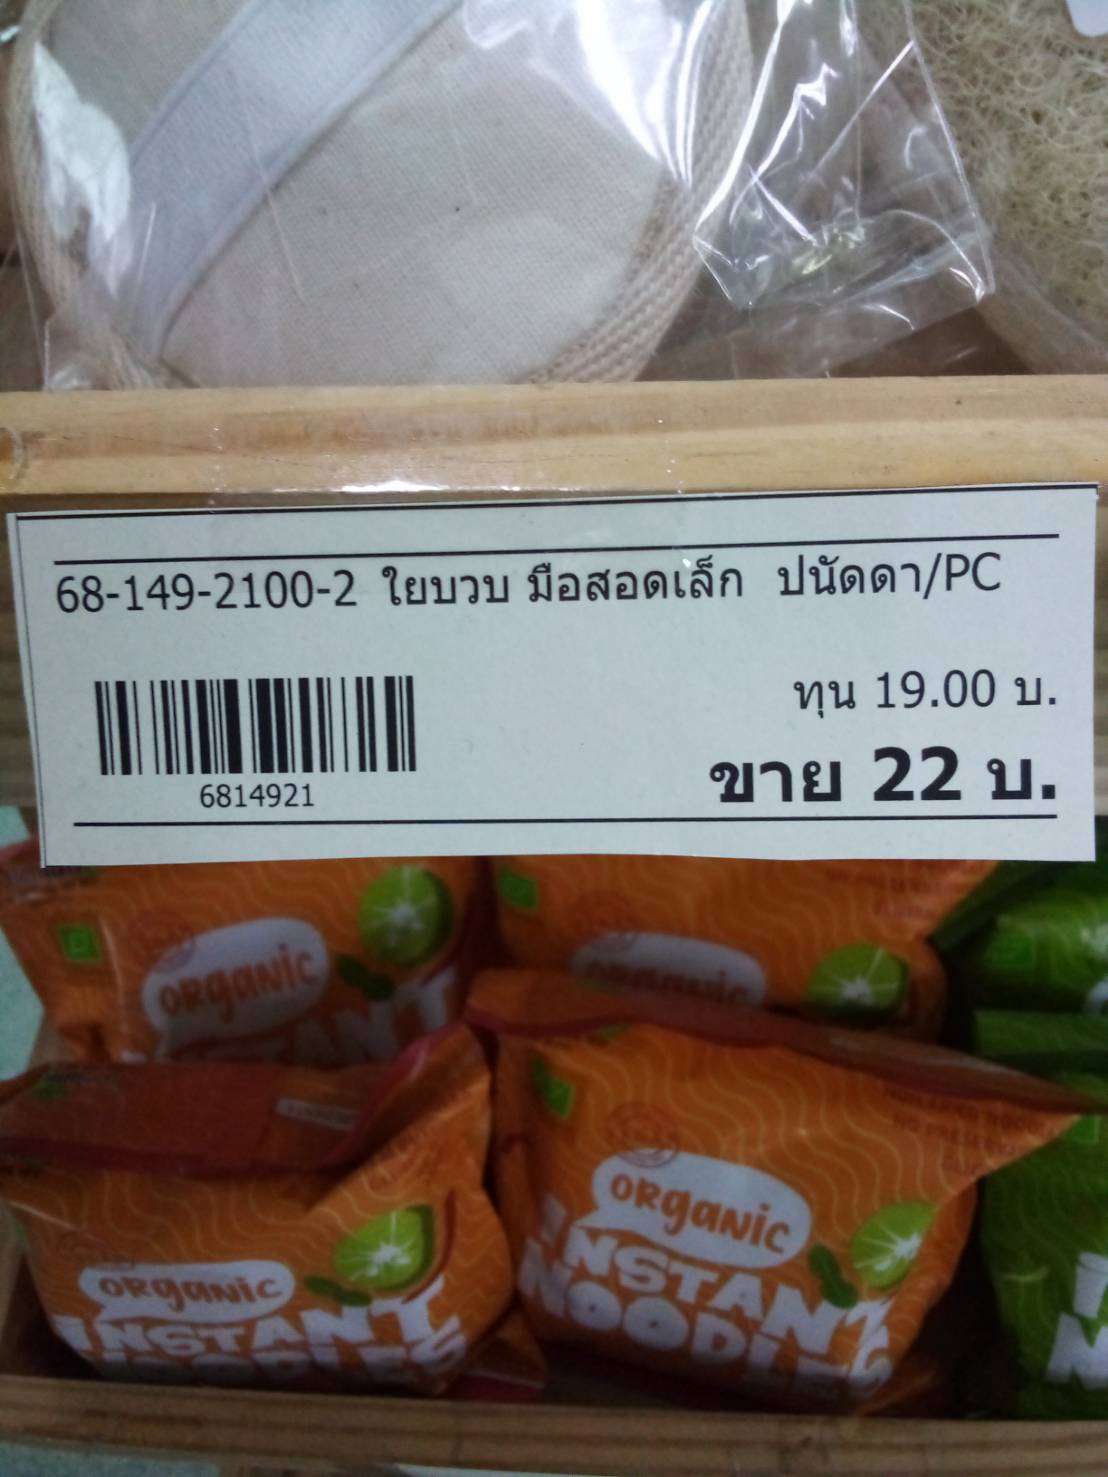 68-149-2100-2 ใยบวบ มือสอดเล็ก ปนัดดา/PC
ทุน 19.00 บ.
6814921
ขาย 22 บ.
ORGANIC
ORGANIC
ORGANIC
INSTANT
NOODLES
ORGANIC
INSTANT
NOODLES